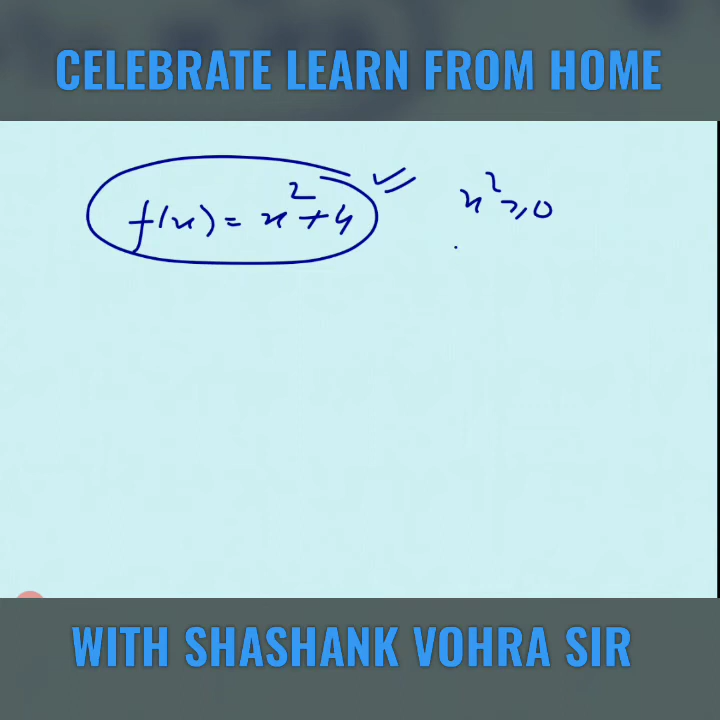 CELEBRATE LEARN FROM HOME
f(x) = x² + 4 x² ⩾ 0
WITH SHASHANK VOHRA SIR